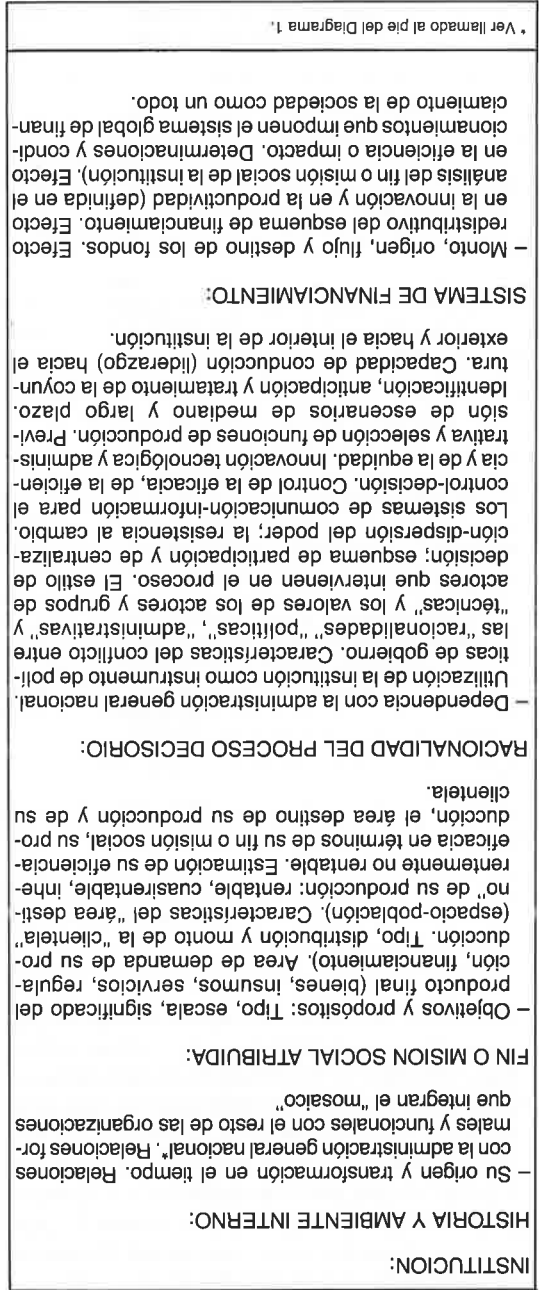 INSTITUCION:
HISTORIA Y AMBIENTE INTERNO:
– Su origen y transformación en el tiempo. Relaciones
con la administración general nacional*. Relaciones for-
males y funcionales con el resto de las organizaciones
que integran el "mosaico"
FIN O MISION SOCIAL ATRIBUIDA:
– Objetivos y propósitos: Tipo, escala, significado del
producto final (bienes, insumos, servicios, regula-
ción, financiamiento). Area de demanda de su pro-
ducción. Tipo, distribución y monto de la "clientela"
(espacio-población). Características del "área desti-
no" de su producción: rentable, cuasirentable, inhe-
rentemente no rentable. Estimación de su eficiencia-
eficacia en términos de su fin o misión social, su pro-
ducción, el área destino de su producción y de su
clientela.
RACIONALIDAD DEL PROCESO DECISORIO:
– Dependencia con la administración general nacional.
Utilización de la institución como instrumento de polí-
ticas de gobierno. Características del conflicto entre
las "racionalidades" "políticas", "administrativas" y
"técnicas" y los valores de los actores y grupos de
actores que intervienen en el proceso. El estilo de
decisión; esquema de participación y de centraliza-
ción-dispersión del poder; la resistencia al cambio.
Los sistemas de comunicación-información para el
control-decisión. Control de la eficacia, de la eficien-
cia y de la equidad. Innovación tecnológica y adminis-
trativa y selección de funciones de producción. Previ-
sión de escenarios de mediano y largo plazo.
Identificación, anticipación y tratamiento de la coyun-
tura. Capacidad de conducción (liderazgo) hacia el
exterior y hacia el interior de la institución.
SISTEMA DE FINANCIAMIENTO:
– Monto, origen, flujo y destino de los fondos. Efecto
redistributivo del esquema de financiamiento. Efecto
en la innovación y en la productividad (definida en el
análisis del fin o misión social de la institución). Efecto
en la eficiencia o impacto. Determinaciones y condi-
cionamientos que imponen el sistema global de finan-
ciamiento de la sociedad como un todo.
* Ver llamado al pie del Diagrama 1.